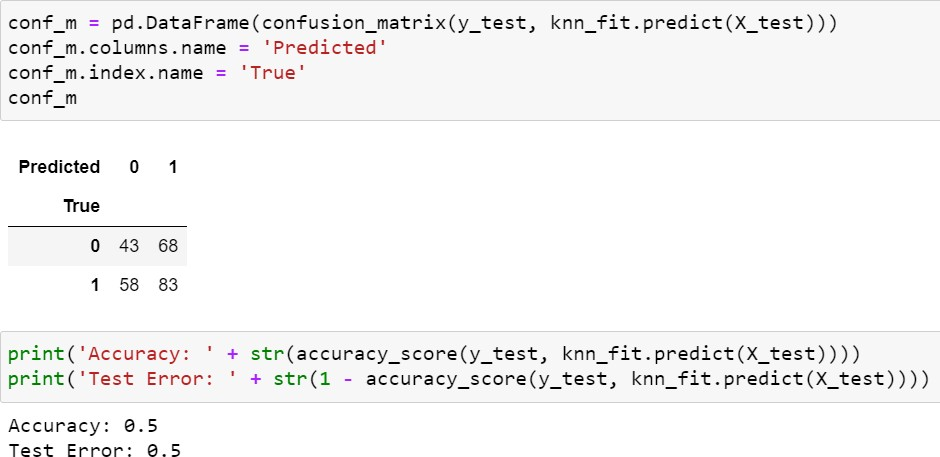 conf_m = pd.DataFrame(confusion_matrix(y_test, knn_fit.predict(X_test)))
conf_m.columns.name = 'Predicted'
conf_m.index.name = 'True'
conf_m
Predicted 0 1
True
0 43 68
1 58 83
print('Accuracy: ' + str(accuracy_score(y_test, knn_fit.predict(X_test))))
print('Test Error: ' + str(1 - accuracy_score(y_test, knn_fit.predict(X_test))))
Accuracy: 0.5
Test Error: 0.5